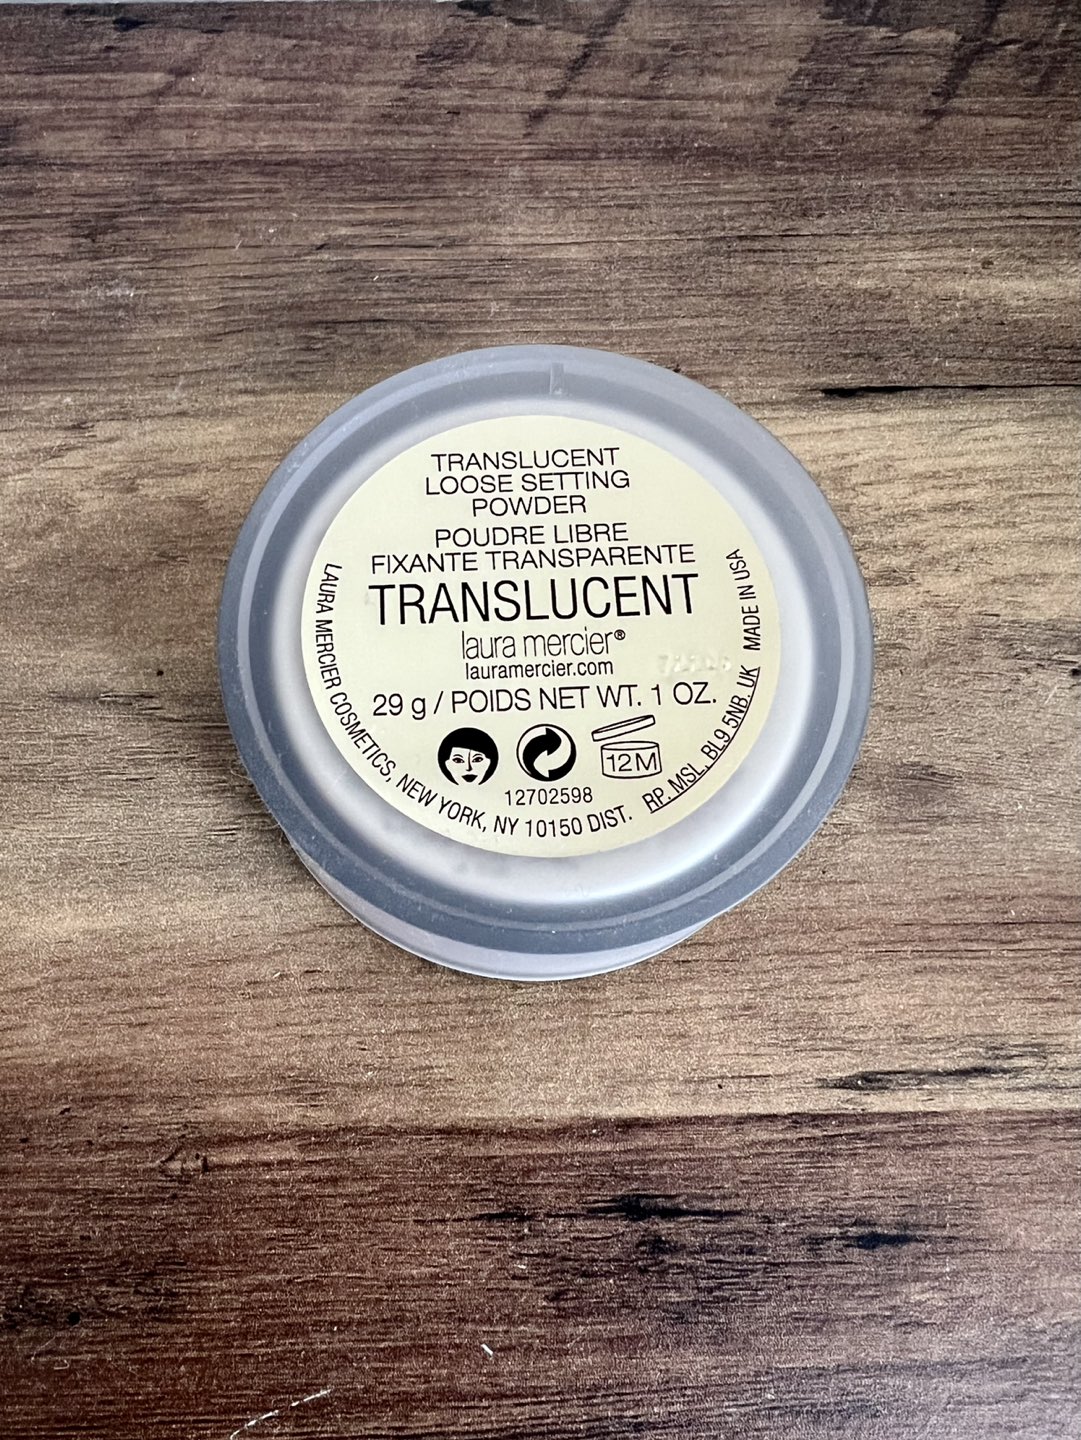 TRANSLUCENT
LOOSE SETTING
POWDER
POUDRE LIBRE
FIXANTE TRANSPARENTE
TRANSLUCENT
laura mercier®
lauramercier.com
29 g / POIDS NET WT. 1 OZ.
12M
12702598
LAURA MERCIER COSMETICS, NEW YORK, NY 10150 DIST. RP. MSL. BL9 5NB. UK MADE IN USA